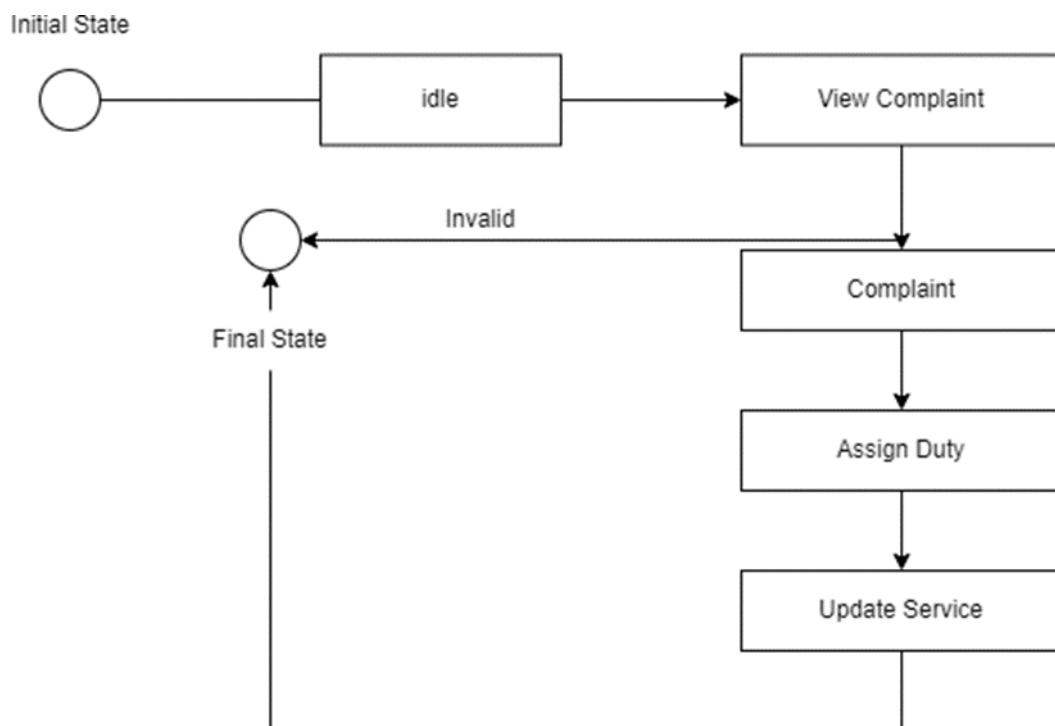 Initial State
idle
View Complaint
Invalid
Complaint
Final State
Assign Duty
Update Service